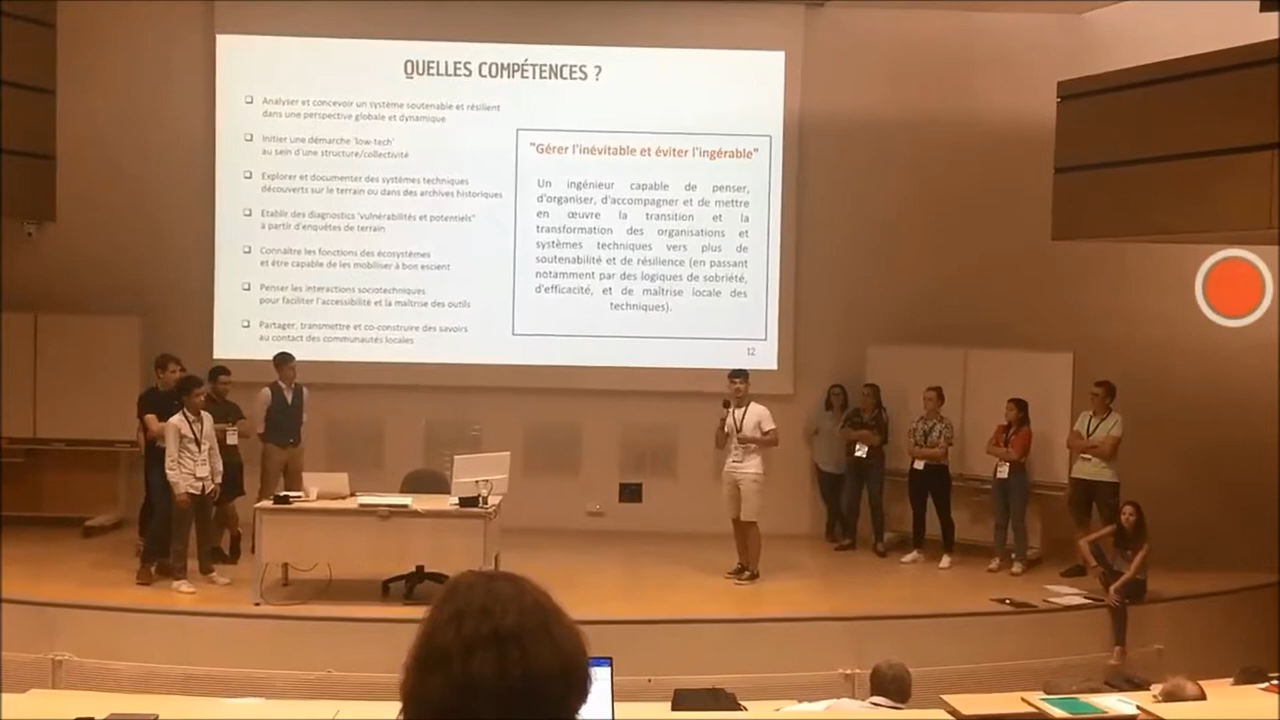 QUELLES COMPÉTENCES ?
Analyser et concevoir un système soutenable et résilient
dans une perspective globale et dynamique
Initier une démarche 'low-tech'
au sein d'une structure/collectivité
Explorer et documenter des systèmes techniques
découverts sur le terrain ou dans des archives historiques
Etablir des diagnostics 'vulnérabilités et potentiels"
à partir d'enquêtes de terrain
Connaître les fonctions des écosystèmes
et être capable de les mobiliser à bon escient
Penser les interactions sociotechniques
pour faciliter l'accessibilité et la maîtrise des outils
Partager, transmettre et co-construire des savoirs
au contact des communautés locales
"Gérer l'inévitable et éviter l'ingérable"
Un ingénieur capable de penser,
d'organiser, d'accompagner et de mettre
en œuvre la transition et la
transformation des organisations et
systèmes techniques vers plus de
soutenabilité et de résilience (en passant
notamment par des logiques de sobriété,
d'efficacité, et de maîtrise locale des
techniques).
12